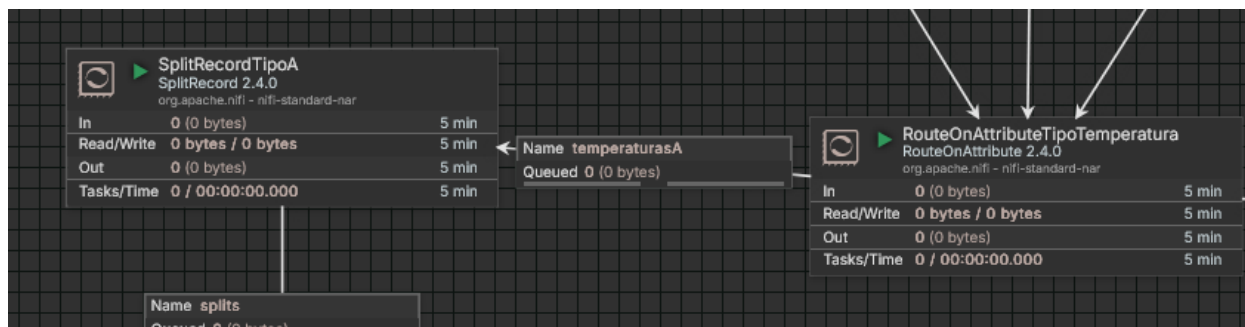 SplitRecordTipoA
SplitRecord 2.4.0
org.apache.nifi - nifi-standard-nar
In 0 (0 bytes) 5 min
Read/Write 0 bytes / 0 bytes 5 min
Out 0 (0 bytes) 5 min
Tasks/Time 0 / 00:00:00.000 5 min
Name temperaturasA
Queued 0 (0 bytes)
RouteOnAttributeTipoTemperatura
RouteOnAttribute 2.4.0
org.apache.nifi - nifi-standard-nar
In 0 (0 bytes) 5 min
Read/Write 0 bytes / 0 bytes 5 min
Out 0 (0 bytes) 5 min
Tasks/Time 0 / 00:00:00.000 5 min
Name splits
Queued 0 (0 bytes)